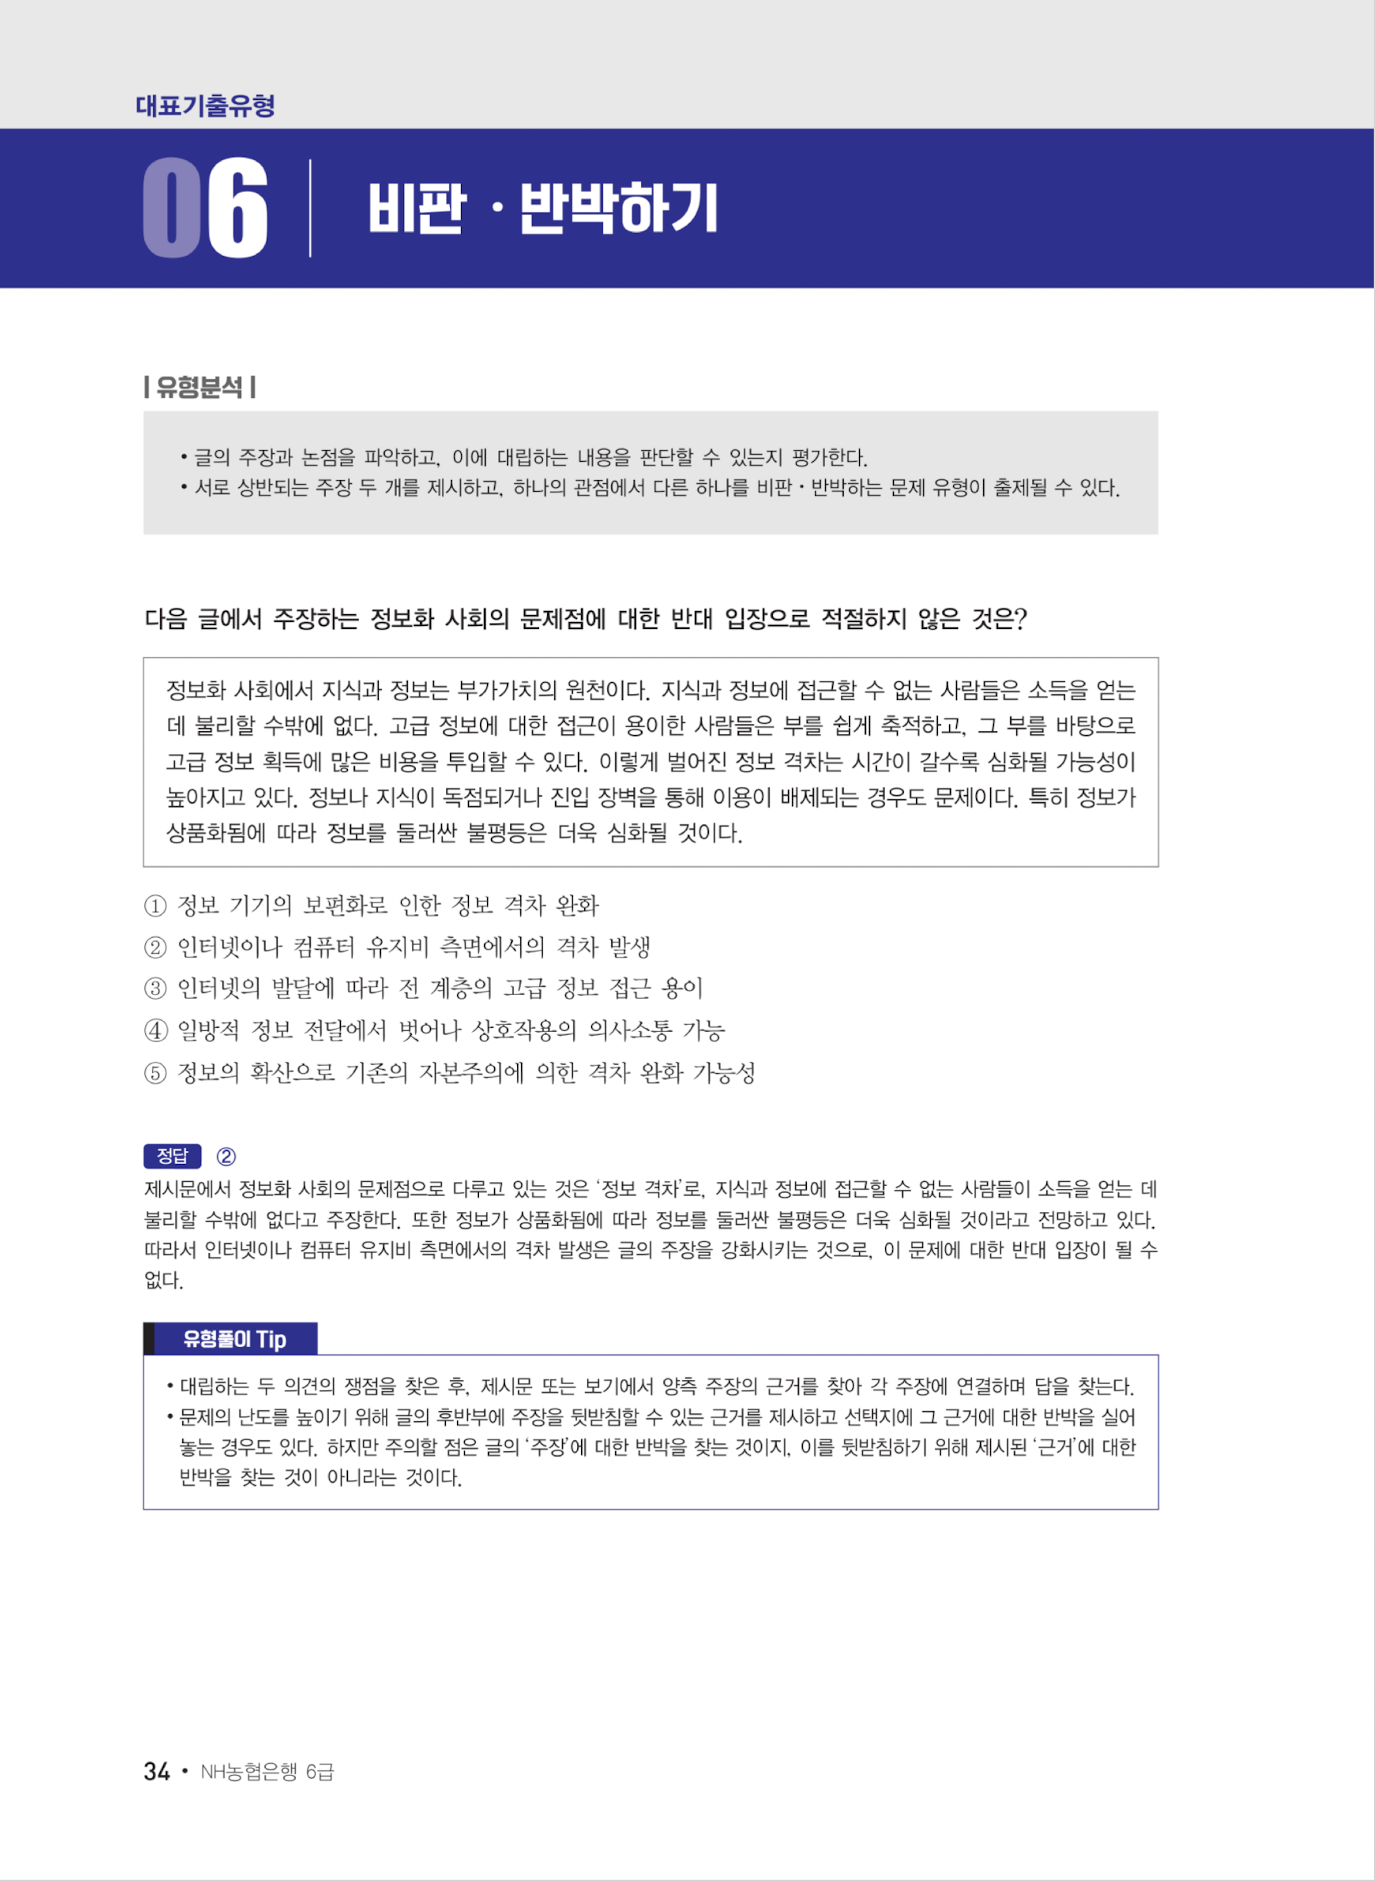 대표기출유형
06 비판 · 반박하기
| 유형분석 |
• 글의 주장과 논점을 파악하고, 이에 대립하는 내용을 판단할 수 있는지 평가한다.
• 서로 상반되는 주장 두 개를 제시하고, 하나의 관점에서 다른 하나를 비판 · 반박하는 문제 유형이 출제될 수 있다.
다음 글에서 주장하는 정보화 사회의 문제점에 대한 반대 입장으로 적절하지 않은 것은?
정보화 사회에서 지식과 정보는 부가가치의 원천이다. 지식과 정보에 접근할 수 없는 사람들은 소득을 얻는
데 불리할 수밖에 없다. 고급 정보에 대한 접근이 용이한 사람들은 부를 쉽게 축적하고, 그 부를 바탕으로
고급 정보 획득에 많은 비용을 투입할 수 있다. 이렇게 벌어진 정보 격차는 시간이 갈수록 심화될 가능성이
높아지고 있다. 정보나 지식이 독점되거나 진입 장벽을 통해 이용이 배제되는 경우도 문제이다. 특히 정보가
상품화됨에 따라 정보를 둘러싼 불평등은 더욱 심화될 것이다.
① 정보 기기의 보편화로 인한 정보 격차 완화
② 인터넷이나 컴퓨터 유지비 측면에서의 격차 발생
③ 인터넷의 발달에 따라 전 계층의 고급 정보 접근 용이
④ 일방적 정보 전달에서 벗어나 상호작용의 의사소통 가능
⑤ 정보의 확산으로 기존의 자본주의에 의한 격차 완화 가능성
정답 ②
제시문에서 정보화 사회의 문제점으로 다루고 있는 것은 ‘정보 격차’로, 지식과 정보에 접근할 수 없는 사람들이 소득을 얻는 데
불리할 수밖에 없다고 주장한다. 또한 정보가 상품화됨에 따라 정보를 둘러싼 불평등은 더욱 심화될 것이라고 전망하고 있다.
따라서 인터넷이나 컴퓨터 유지비 측면에서의 격차 발생은 글의 주장을 강화시키는 것으로, 이 문제에 대한 반대 입장이 될 수
없다.
유형풀이 Tip
• 대립하는 두 의견의 쟁점을 찾은 후, 제시문 또는 보기에서 양측 주장의 근거를 찾아 각 주장에 연결하며 답을 찾는다.
• 문제의 난도를 높이기 위해 글의 후반부에 주장을 뒷받침할 수 있는 근거를 제시하고 선택지에 그 근거에 대한 반박을 실어
놓는 경우도 있다. 하지만 주의할 점은 글의 ‘주장’에 대한 반박을 찾는 것이지, 이를 뒷받침하기 위해 제시된 ‘근거’에 대한
반박을 찾는 것이 아니라는 것이다.
34 • NH농협은행 6급